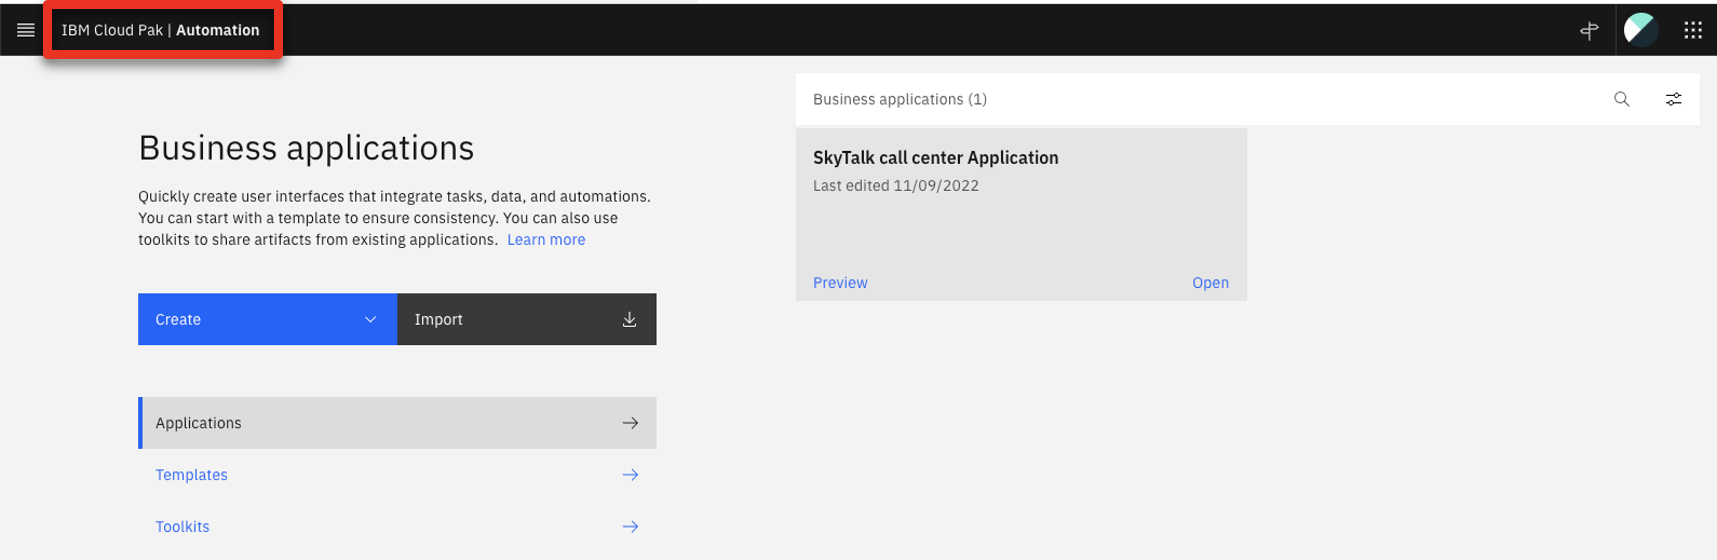 IBM Cloud Pak | Automation
Business applications
Quickly create user interfaces that integrate tasks, data, and automations.
You can start with a template to ensure consistency. You can also use
toolkits to share artifacts from existing applications. Learn more
Create
Import
Applications
Templates
Toolkits
Business applications (1)
SkyTalk call center Application
Last edited 11/09/2022
Preview
Open